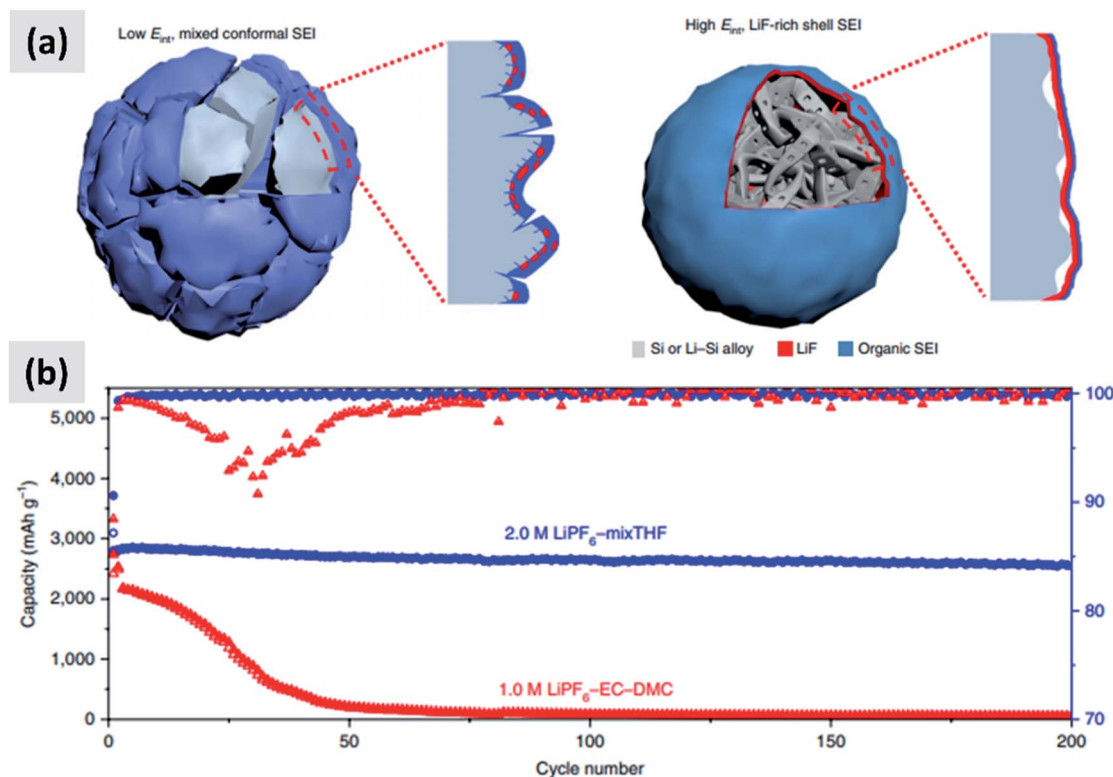 (a)
Low E_int, mixed conformal SEI
High E_int, LiF-rich shell SEI
Si or Li–Si alloy LiF Organic SEI
(b)
Capacity (mAh g⁻¹)
5,000
4,000
3,000
2,000
1,000
0
100
90
80
70
2.0 M LiPF₆–mixTHF
1.0 M LiPF₆–EC–DMC
0 50 100 150 200
Cycle number